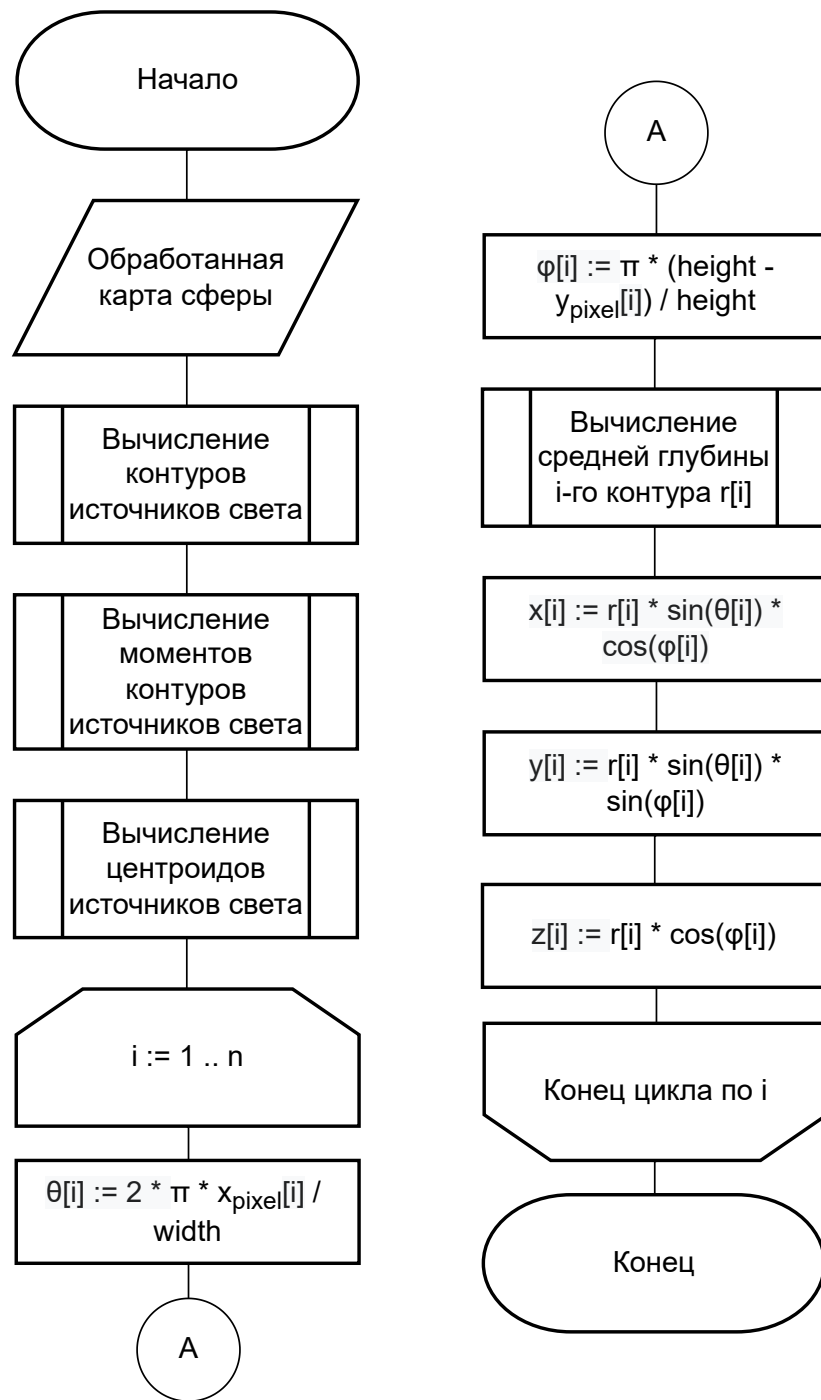 Начало
Обработанная
карта сферы
Вычисление
контуров
источников света
Вычисление
моментов
контуров
источников света
Вычисление
центроидов
источников света
i := 1 .. n
θ[i] := 2 * π * xpixel[i] /
width
A
A
φ[i] := π * (height -
ypixel[i]) / height
Вычисление
средней глубины
i-го контура r[i]
x[i] := r[i] * sin(θ[i]) *
cos(φ[i])
y[i] := r[i] * sin(θ[i]) *
sin(φ[i])
z[i] := r[i] * cos(φ[i])
Конец цикла по i
Конец